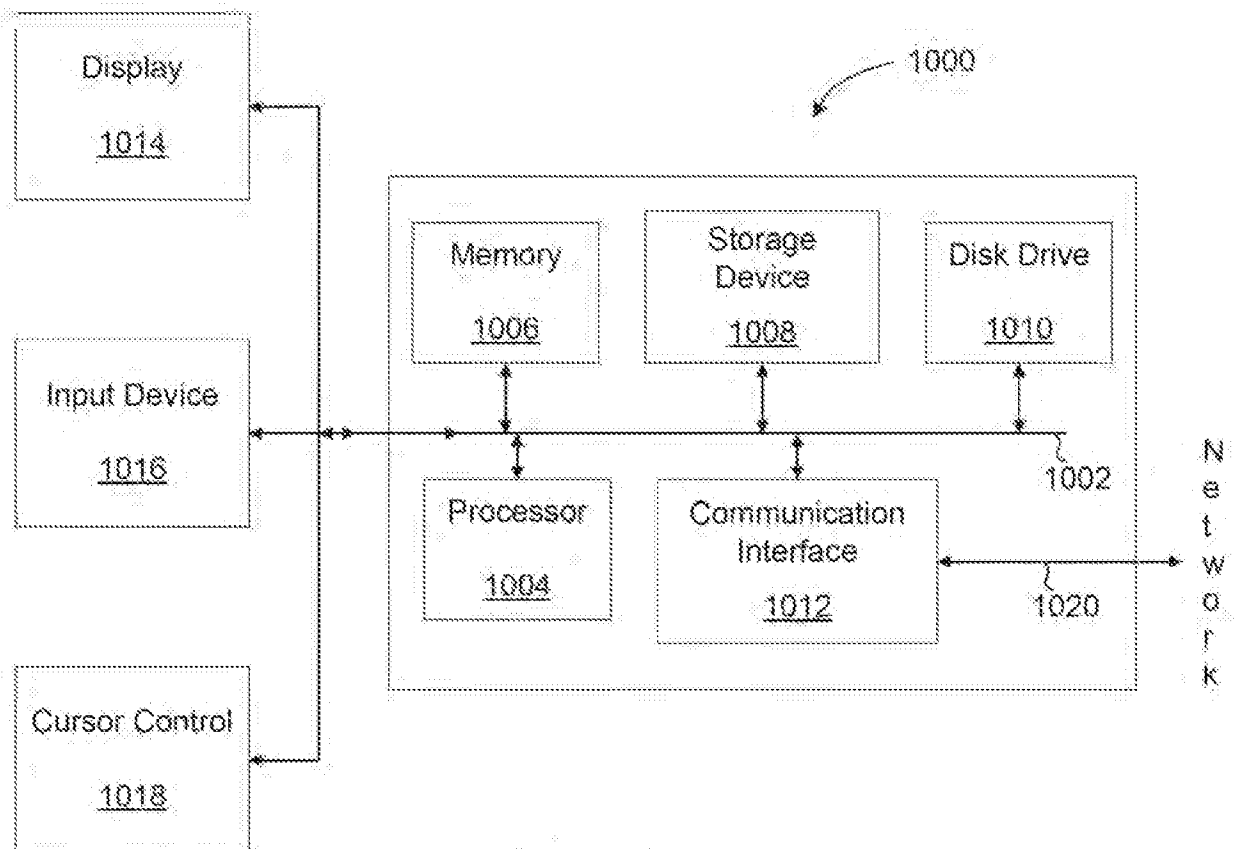 Display
1014
1000
Memory
1006
Storage
Device
1008
Disk Drive
1010
Input Device
1016
1002
Processor
1004
Communication
Interface
1012
1020
Network
Cursor Control
1018